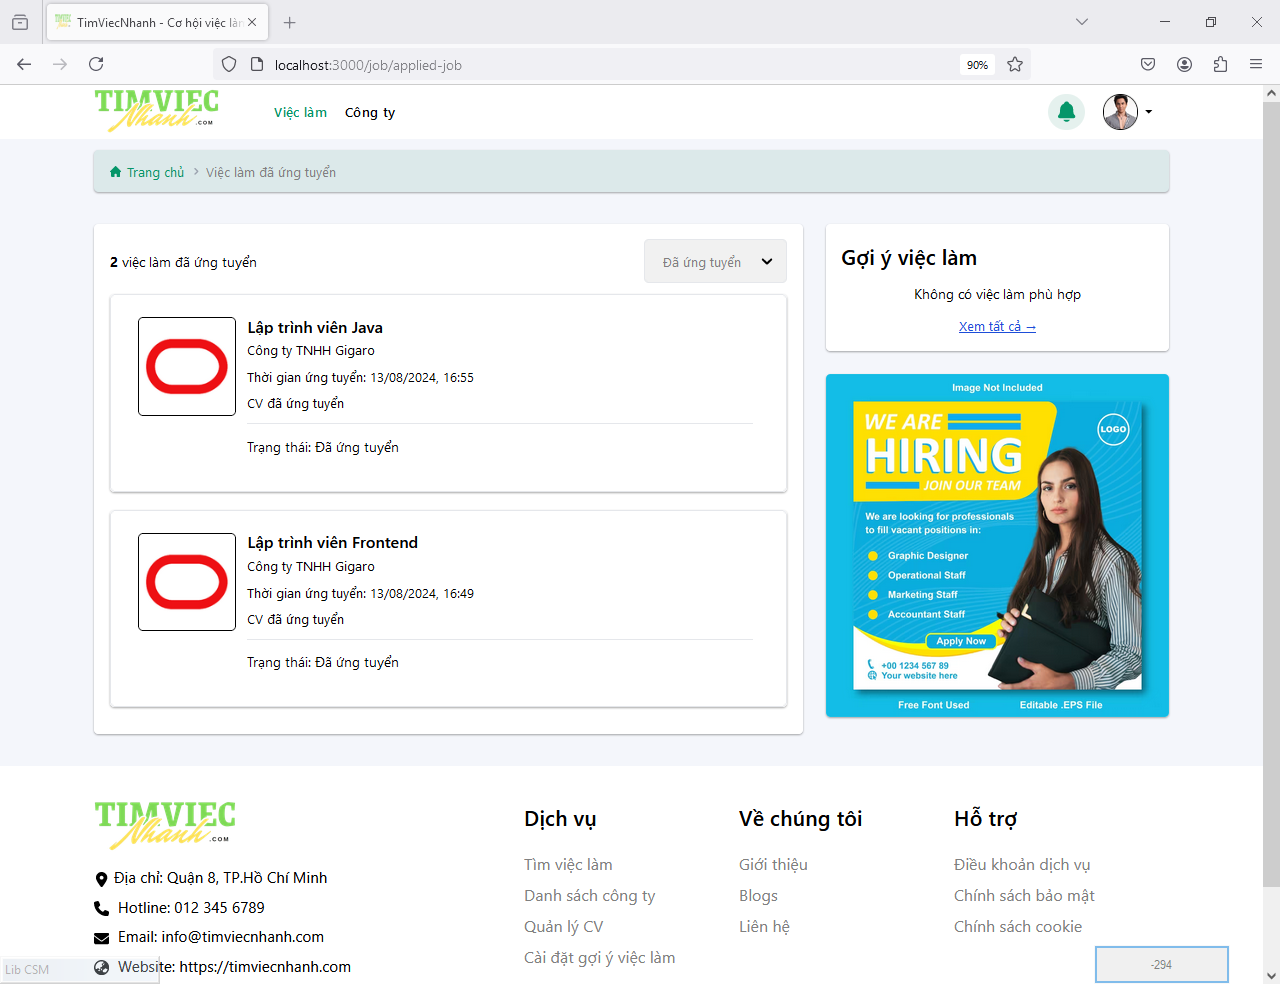 TimViecNhanh - Cơ hội việc làn
localhost:3000/job/applied-job
90%
TIMVIEC
Nhanh .COM
Việc làm
Công ty
Trang chủ > Việc làm đã ứng tuyển
2 việc làm đã ứng tuyển
Đã ứng tuyển
Lập trình viên Java
Công ty TNHH Gigaro
Thời gian ứng tuyển: 13/08/2024, 16:55
CV đã ứng tuyển
Trạng thái: Đã ứng tuyển
Lập trình viên Frontend
Công ty TNHH Gigaro
Thời gian ứng tuyển: 13/08/2024, 16:49
CV đã ứng tuyển
Trạng thái: Đã ứng tuyển
Gợi ý việc làm
Không có việc làm phù hợp
Xem tất cả →
Image Not Included
WE ARE
HIRING
JOIN OUR TEAM
LOGO
We are looking for professionals
to fill vacant positions in:
Graphic Designer
Operational Staff
Marketing Staff
Accountant Staff
Apply Now
+00 1234 567 89
Your website here
Free Font Used
Editable .EPS File
TIMVIEC
Nhanh .COM
Địa chỉ: Quận 8, TP.Hồ Chí Minh
Hotline: 012 345 6789
Email: info@timviecnhanh.com
Website: https://timviecnhanh.com
Dịch vụ
Tìm việc làm
Danh sách công ty
Quản lý CV
Cài đặt gợi ý việc làm
Về chúng tôi
Giới thiệu
Blogs
Liên hệ
Hỗ trợ
Điều khoản dịch vụ
Chính sách bảo mật
Chính sách cookie
Lib CSM
-294